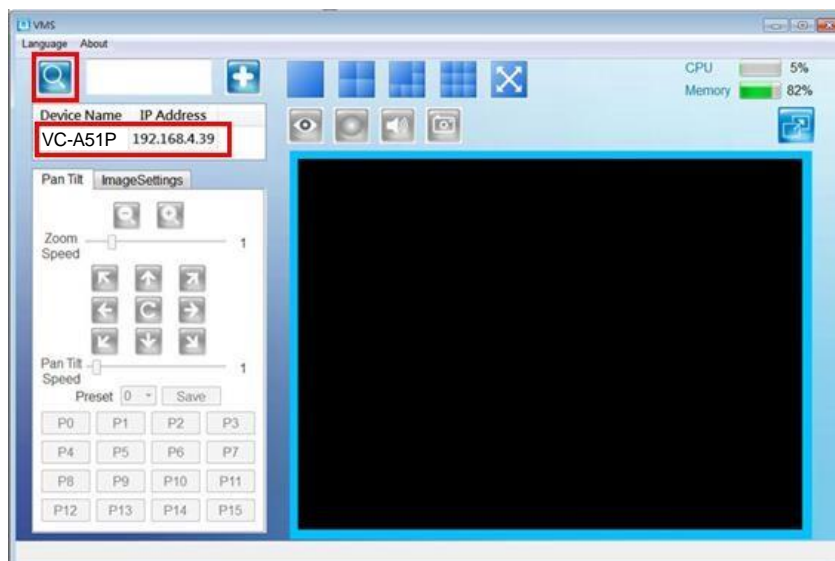 VMS
Language About
CPU 5%
Memory 82%
Device Name IP Address
VC-A51P 192.168.4.39
Pan Tilt ImageSettings
Zoom
Speed
1
Pan Tilt
Speed
1
Preset 0 Save
P0 P1 P2 P3
P4 P5 P6 P7
P8 P9 P10 P11
P12 P13 P14 P15